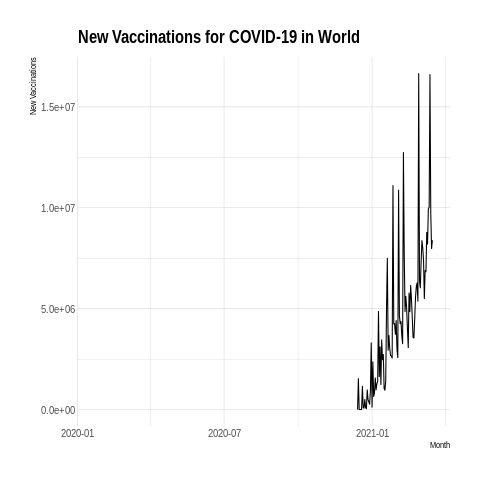 New Vaccinations for COVID-19 in World
New Vaccinations
1.5e+07
1.0e+07
5.0e+06
0.0e+00
2020-01
2020-07
2021-01
Month